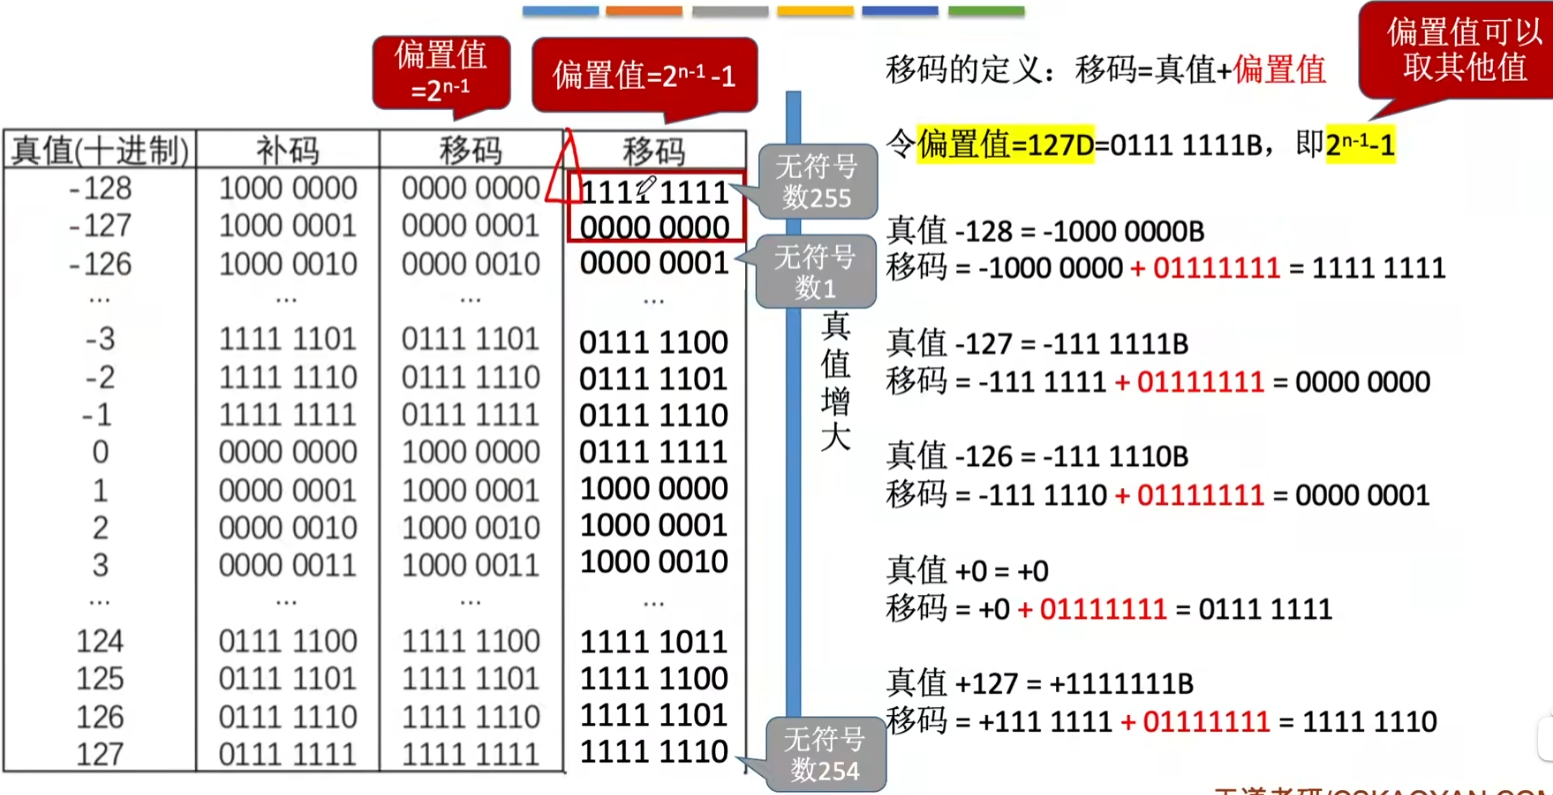 偏置值
=2ⁿ⁻¹
偏置值=2ⁿ⁻¹ -1
真值(十进制) 补码 移码 移码
-128 1000 0000 0000 0000 1111 1111
-127 1000 0001 0000 0001 0000 0000
-126 1000 0010 0000 0010 0000 0001
... ... ... ...
-3 1111 1101 0111 1101 0111 1100
-2 1111 1110 0111 1110 0111 1101
-1 1111 1111 0111 1111 0111 1110
0 0000 0000 1000 0000 0111 1111
1 0000 0001 1000 0001 1000 0000
2 0000 0010 1000 0010 1000 0001
3 0000 0011 1000 0011 1000 0010
... ... ... ...
124 0111 1100 1111 1100 1111 1011
125 0111 1101 1111 1101 1111 1100
126 0111 1110 1111 1110 1111 1101
127 0111 1111 1111 1111 1111 1110
无符号
数255
无符号
数1
真
值
增
大
无符号
数254
偏置值可以
取其他值
移码的定义：移码=真值+偏置值
令偏置值=127D=0111 1111B，即2ⁿ⁻¹-1
真值 -128 = -1000 0000B
移码 = -1000 0000 + 01111111 = 1111 1111
真值 -127 = -111 1111B
移码 = -111 1111 + 01111111 = 0000 0000
真值 -126 = -111 1110B
移码 = -111 1110 + 01111111 = 0000 0001
真值 +0 = +0
移码 = +0 + 01111111 = 0111 1111
真值 +127 = +1111111B
移码 = +111 1111 + 01111111 = 1111 1110
王道考研/CSKAOYAN.COM